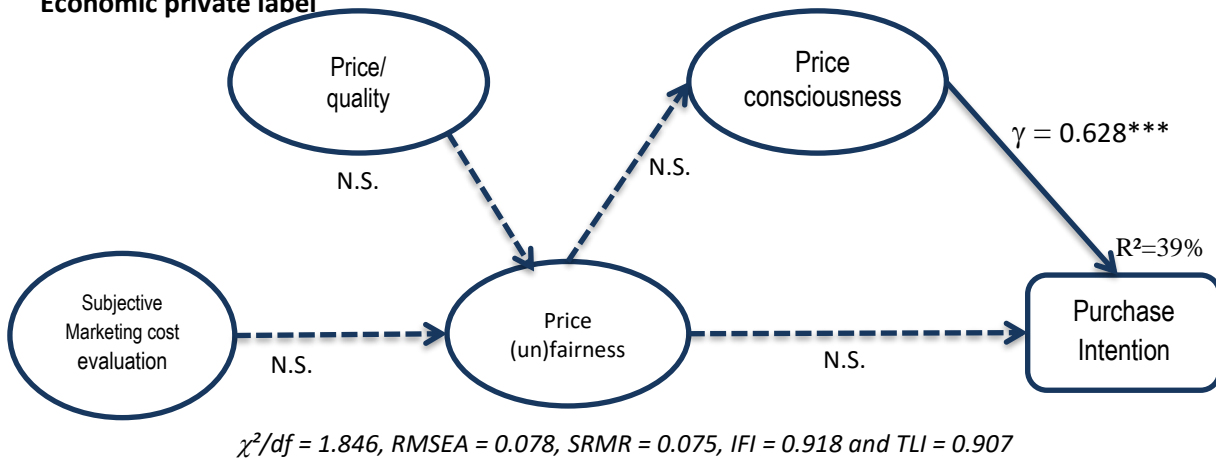 Economic private label
Price/
quality
Price
consciousness
γ = 0.628***
N.S.
N.S.
R²=39%
Subjective
Marketing cost
evaluation
Price
(un)fairness
Purchase
Intention
N.S.
N.S.
χ²/df = 1.846, RMSEA = 0.078, SRMR = 0.075, IFI = 0.918 and TLI = 0.907